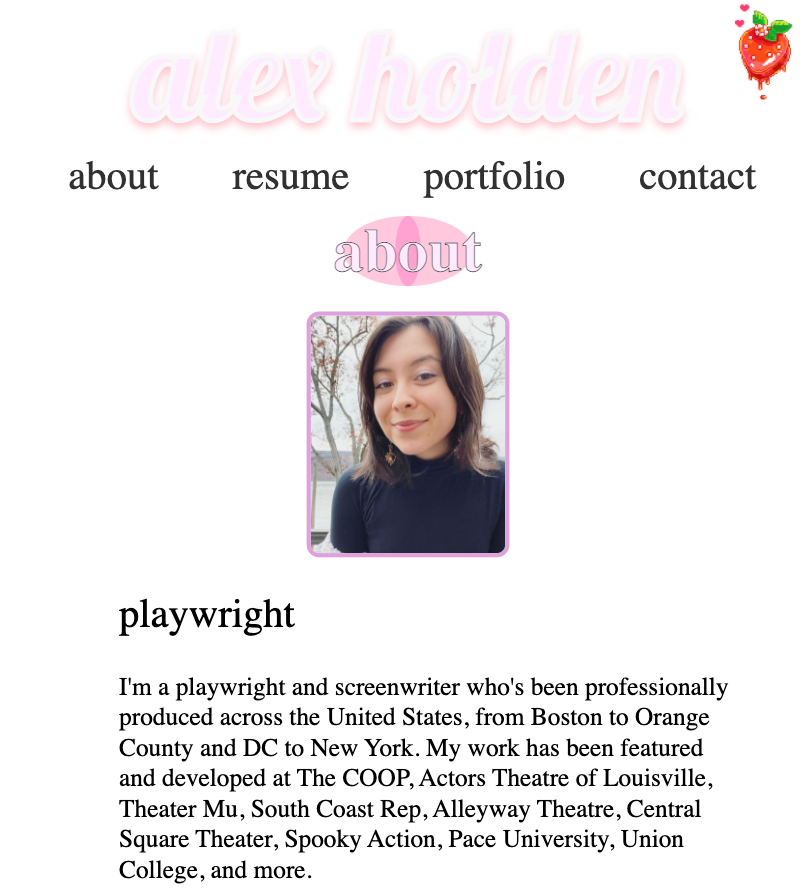 alex holden
about resume portfolio contact
about
playwright
I'm a playwright and screenwriter who's been professionally
produced across the United States, from Boston to Orange
County and DC to New York. My work has been featured
and developed at The COOP, Actors Theatre of Louisville,
Theater Mu, South Coast Rep, Alleyway Theatre, Central
Square Theater, Spooky Action, Pace University, Union
College, and more.